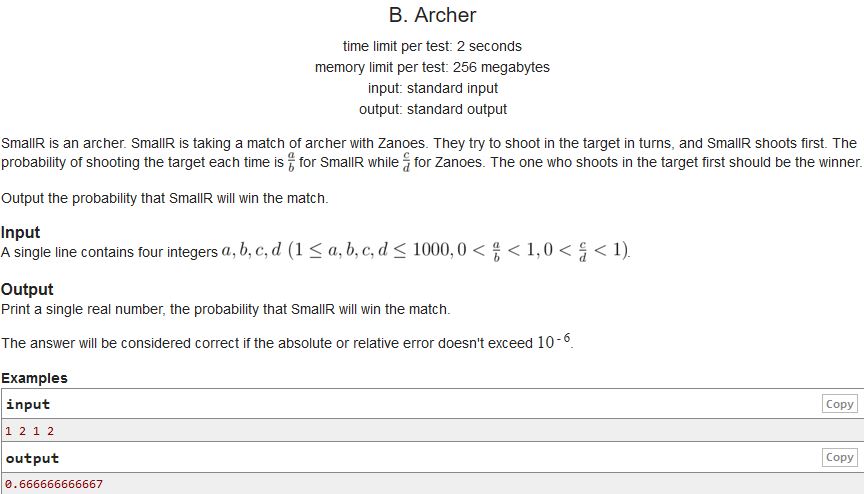 B. Archer
time limit per test: 2 seconds
memory limit per test: 256 megabytes
input: standard input
output: standard output
SmallR is an archer. SmallR is taking a match of archer with Zanoes. They try to shoot in the target in turns, and SmallR shoots first. The
probability of shooting the target each time is a/b for SmallR while c/d for Zanoes. The one who shoots in the target first should be the winner.
Output the probability that SmallR will win the match.
Input
A single line contains four integers a, b, c, d (1 ≤ a, b, c, d ≤ 1000, 0 < a/b < 1, 0 < c/d < 1).
Output
Print a single real number, the probability that SmallR will win the match.
The answer will be considered correct if the absolute or relative error doesn't exceed 10^-6.
Examples
input Copy
1 2 1 2
output Copy
0.666666666667